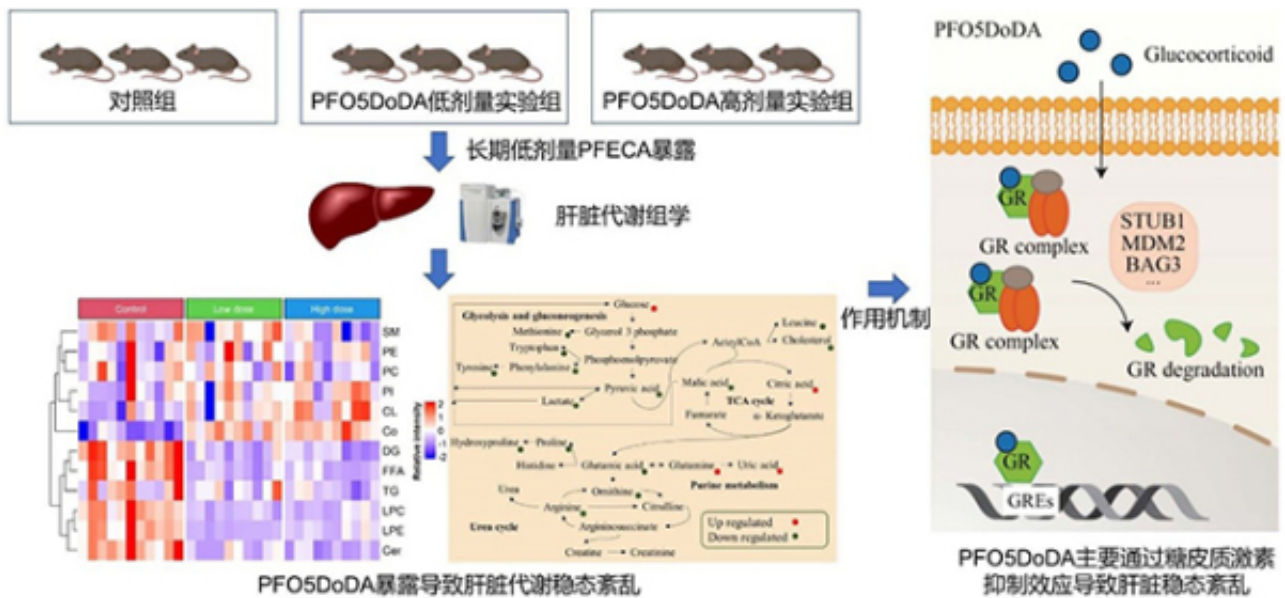 对照组
PFO5DoDA低剂量实验组
PFO5DoDA高剂量实验组
长期低剂量PFECA暴露
肝脏代谢组学
Control
Low dose
High dose
SM
PE
PC
PI
CL
Co
DG
FFA
TG
LPC
LPE
Cer
Relative intensity
2
1
0
-1
-2
Glucose
Glycolysis and gluconeogenesis
Methionine
Glycerol 3 phosphate
Tryptophan
Phosphoenolpyruvate
Tyrosine
Phenylalanine
Pyruvic acid
Lactate
AcetylCoA
Leucine
Cholesterol
Malic acid
Citric acid
TCA cycle
Fumarate
α- Ketoglutarate
Hydroxyproline
Proline
Histidine
Glutamic acid
Glutamine
Uric acid
Purine metabolism
Urea
Ornithine
Arginine
Citrulline
Urea cycle
Argininosuccinate
Creatine
Creatinine
Up regulated
Down regulated
PFO5DoDA暴露导致肝脏代谢稳态紊乱
作用机制
PFO5DoDA
Glucocorticoid
GR
GR complex
STUB1
MDM2
BAG3
...
GR
GR complex
GR degradation
GR
GREs
PFO5DoDA主要通过糖皮质激素
抑制效应导致肝脏稳态紊乱